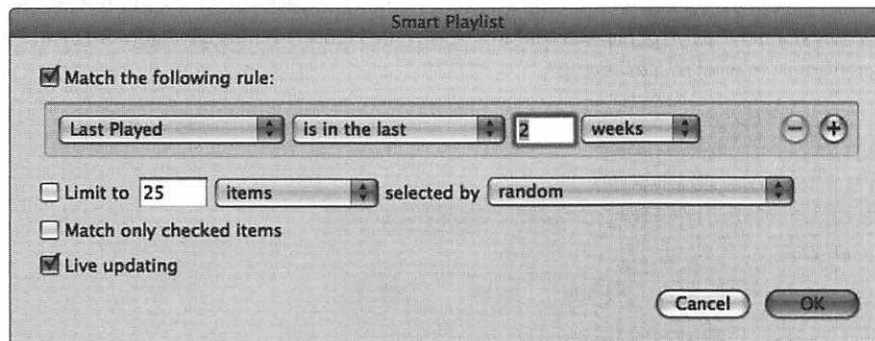 Smart Playlist
Match the following rule:
Last Played is in the last 2 weeks
Limit to 25 items selected by random
Match only checked items
Live updating
Cancel OK